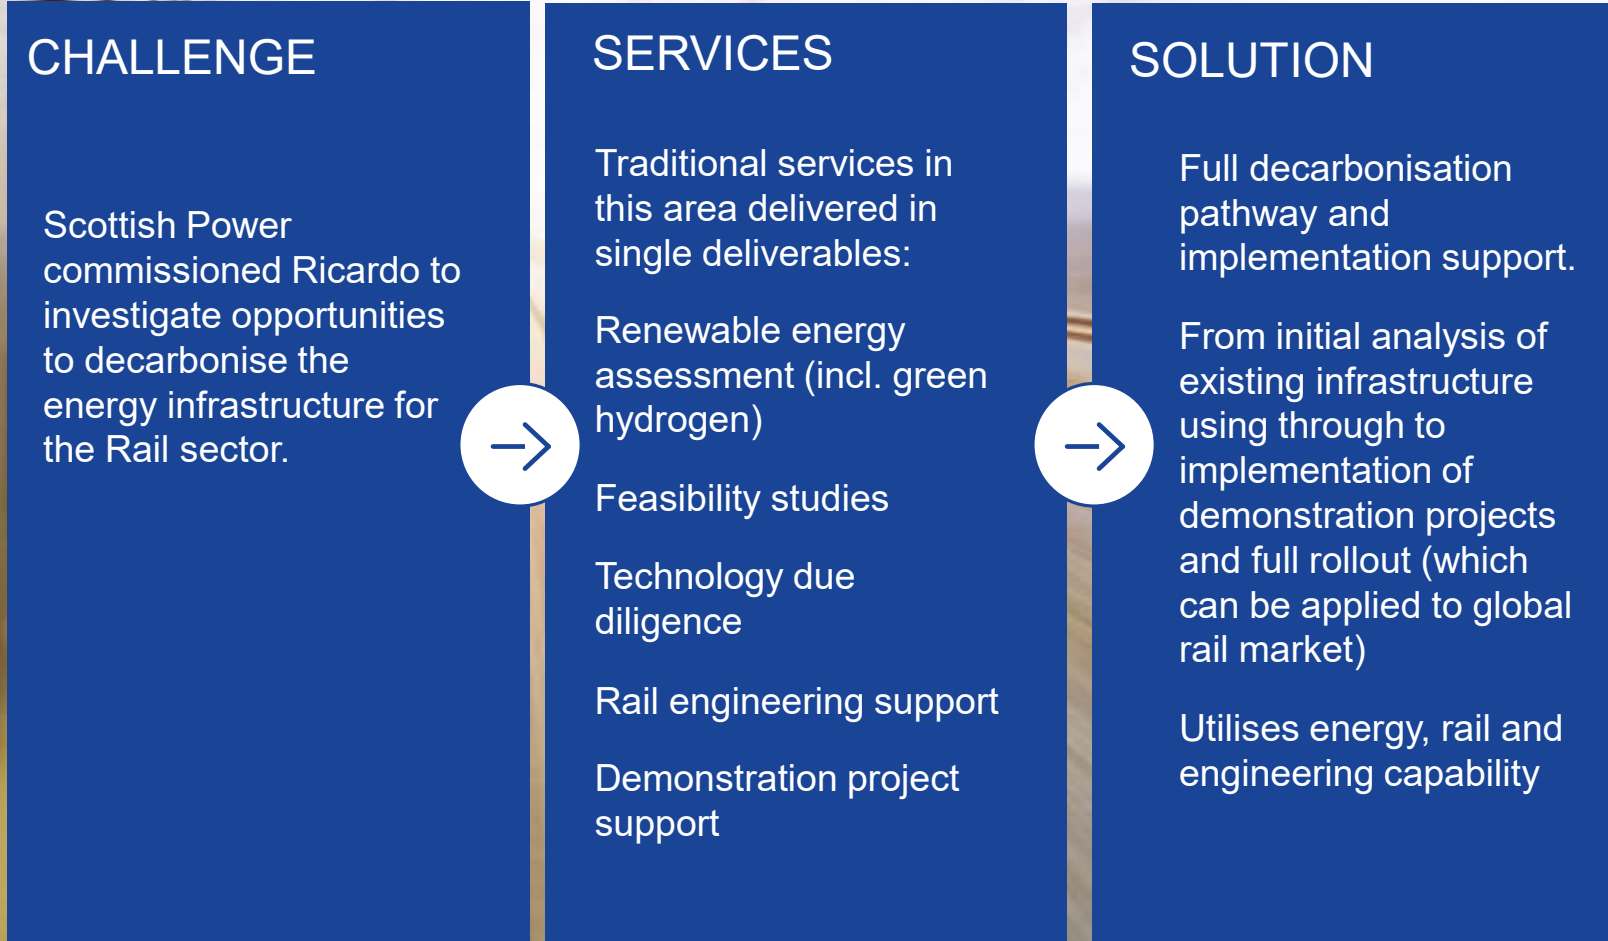 CHALLENGE
Scottish Power
commissioned Ricardo to
investigate opportunities
to decarbonise the
energy infrastructure for
the Rail sector.
SERVICES
Traditional services in
this area delivered in
single deliverables:
Renewable energy
assessment (incl. green
hydrogen)
Feasibility studies
Technology due
diligence
Rail engineering support
Demonstration project
support
SOLUTION
Full decarbonisation
pathway and
implementation support.
From initial analysis of
existing infrastructure
using through to
implementation of
demonstration projects
and full rollout (which
can be applied to global
rail market)
Utilises energy, rail and
engineering capability